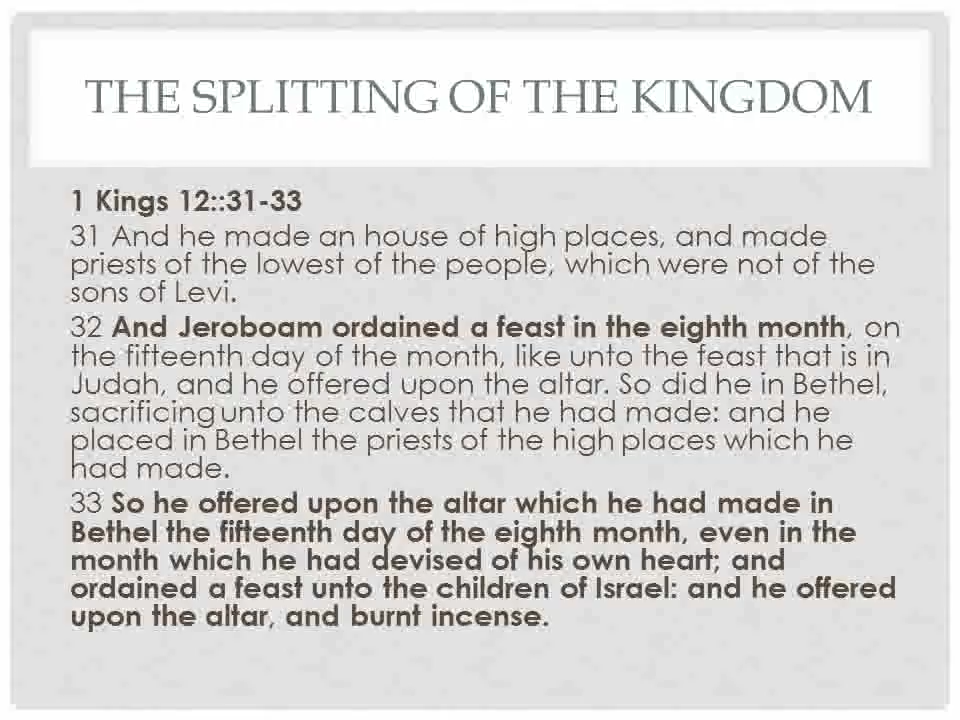 THE SPLITTING OF THE KINGDOM
1 Kings 12::31-33
31 And he made an house of high places, and made
priests of the lowest of the people, which were not of the
sons of Levi.
32 And Jeroboam ordained a feast in the eighth month, on
the fifteenth day of the month, like unto the feast that is in
Judah, and he offered upon the altar. So did he in Bethel,
sacrificing unto the calves that he had made: and he
placed in Bethel the priests of the high places which he
had made.
33 So he offered upon the altar which he had made in
Bethel the fifteenth day of the eighth month, even in the
month which he had devised of his own heart; and
ordained a feast unto the children of Israel: and he offered
upon the altar, and burnt incense.